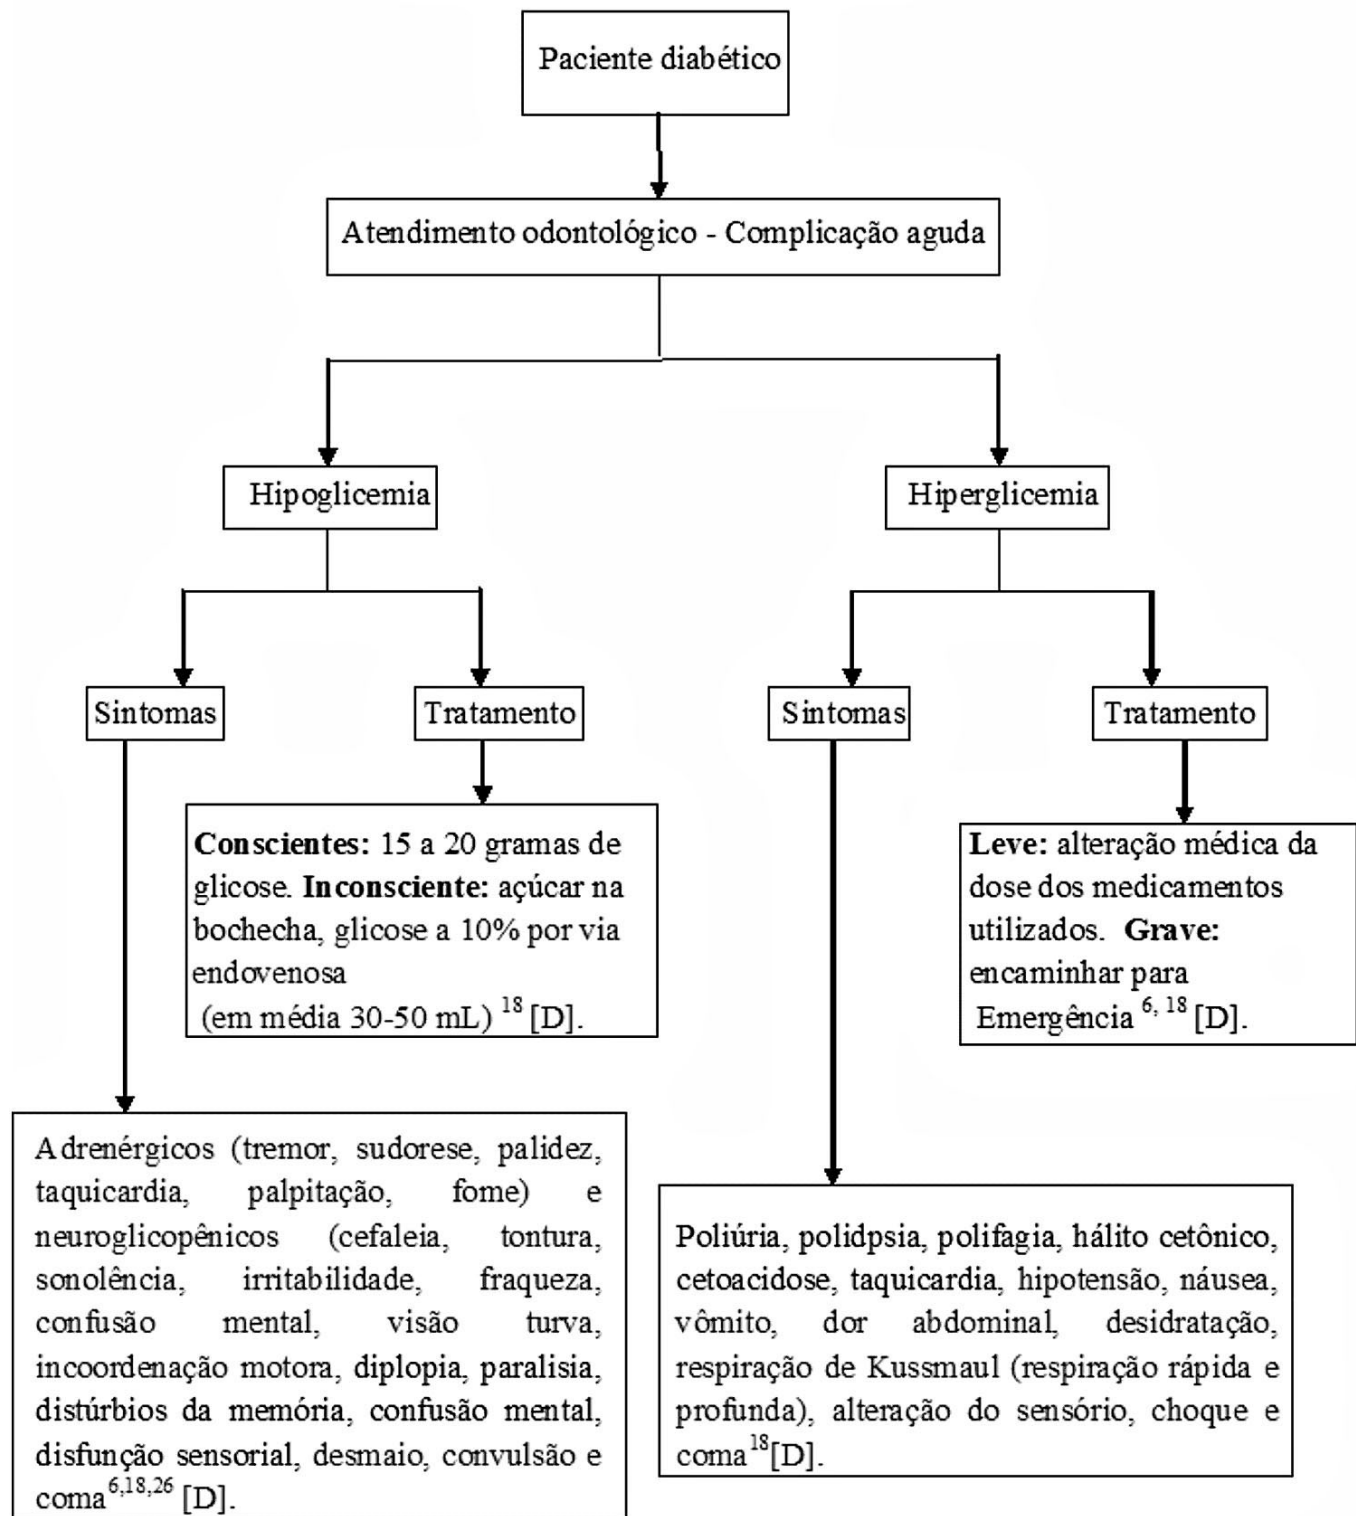 Paciente diabético
Atendimento odontológico - Complicação aguda
Hipoglicemia
Hiperglicemia
Sintomas
Tratamento
Sintomas
Tratamento
Conscientes: 15 a 20 gramas de
glicose. Inconsciente: açúcar na
bochecha, glicose a 10% por via
endovenosa
(em média 30-50 mL) 18 [D].
Leve: alteração médica da
dose dos medicamentos
utilizados. Grave:
encaminhar para
Emergência 6, 18 [D].
Adrenérgicos (tremor, sudorese, palidez,
taquicardia, palpitação, fome) e
neuroglicopênicos (cefaleia, tontura,
sonolência, irritabilidade, fraqueza,
confusão mental, visão turva,
incoordenação motora, diplopia, paralisia,
distúrbios da memória, confusão mental,
disfunção sensorial, desmaio, convulsão e
coma6,18,26 [D].
Poliúria, polidpsia, polifagia, hálito cetônico,
cetoacidose, taquicardia, hipotensão, náusea,
vômito, dor abdominal, desidratação,
respiração de Kussmaul (respiração rápida e
profunda), alteração do sensório, choque e
coma18[D].